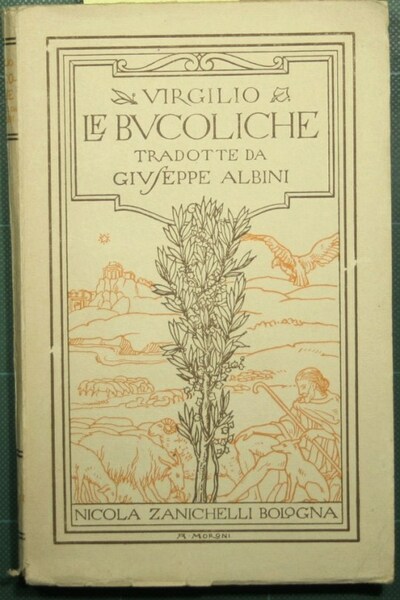 VIRGILIO
LE BVCOLICHE
TRADOTTE DA
GIVSEPPE ALBINI
NICOLA ZANICHELLI BOLOGNA
A MORONI